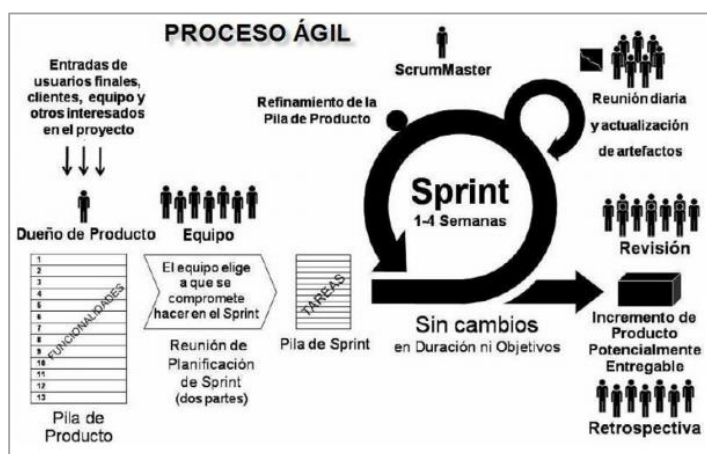 PROCESO ÁGIL
Entradas de
usuarios finales,
clientes, equipo y
otros interesados
en el proyecto
Dueño de Producto
1
2
3
4
5
6
7
8
9
10
11
12
13
FUNCIONALIDADES
Pila de
Producto
Equipo
El equipo elige
a que se
compromete
hacer en el Sprint
Reunión de
Planificación
de Sprint
(dos partes)
TAREAS
Pila de Sprint
ScrumMaster
Refinamiento de la
Pila de Producto
Sprint
1-4 Semanas
Sin cambios
en Duración ni Objetivos
Reunión diaria
y actualización
de artefactos
Revisión
Incremento de
Producto
Potencialmente
Entregable
Retrospectiva